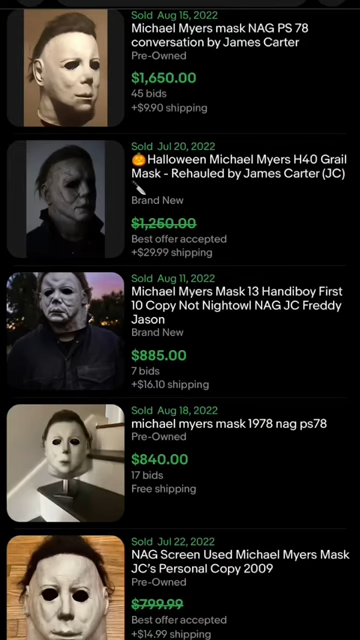 Sold Aug 15, 2022
Michael Myers mask NAG PS 78
conversation by James Carter
Pre-Owned
$1,650.00
45 bids
+$9.90 shipping
Sold Jul 20, 2022
🎃Halloween Michael Myers H40 Grail
Mask - Rehauled by James Carter (JC)
🔪
Brand New
$1,250.00
Best offer accepted
+$29.99 shipping
Sold Aug 11, 2022
Michael Myers Mask 13 Handiboy First
10 Copy Not Nightowl NAG JC Freddy
Jason
Brand New
$885.00
7 bids
+$16.10 shipping
Sold Aug 18, 2022
michael myers mask 1978 nag ps78
Pre-Owned
$840.00
17 bids
Free shipping
Sold Jul 22, 2022
NAG Screen Used Michael Myers Mask
JC's Personal Copy 2009
Pre-Owned
$799.99
Best offer accepted
+$14.99 shipping